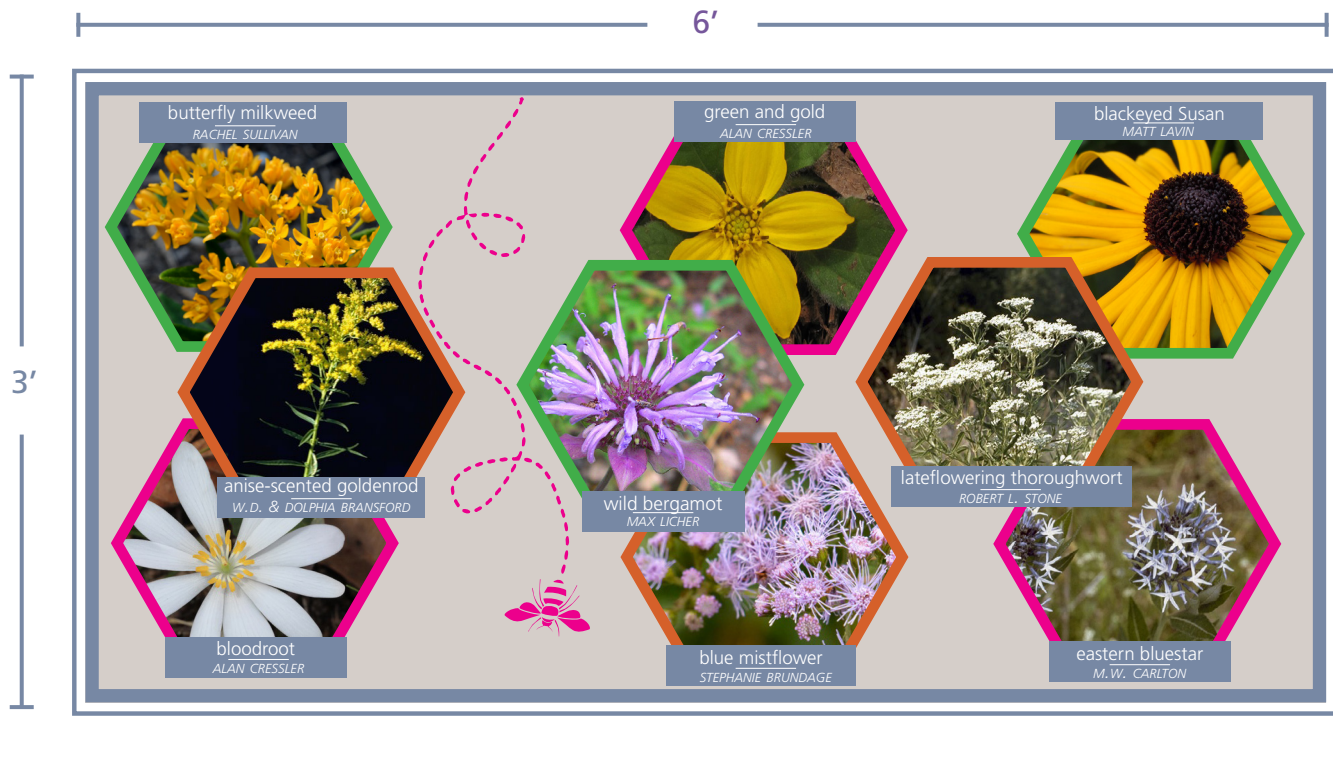 6’
3’
butterfly milkweed
RACHEL SULLIVAN
green and gold
ALAN CRESSLER
blackeyed Susan
MATT LAVIN
anise-scented goldenrod
W.D. & DOLPHIA BRANSFORD
wild bergamot
MAX LICHER
lateflowering thoroughwort
ROBERT L. STONE
bloodroot
ALAN CRESSLER
blue mistflower
STEPHANIE BRUNDAGE
eastern bluestar
M.W. CARLTON